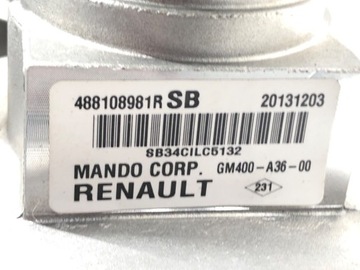 488108981R SB 20131203
SB34CILC5132
MANDO CORP. GM400-A36-00
RENAULT 231